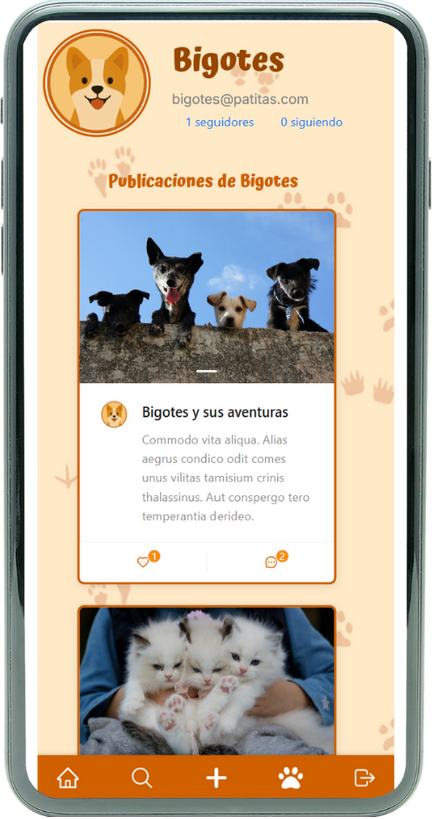 Bigotes
bigotes@patitas.com
1 seguidores 0 siguiendo
Publicaciones de Bigotes
Bigotes y sus aventuras
Commodo vita aliqua. Alias
aegrus condico odit comes
unus vilitas tamisium crinis
thalassinus. Aut conspergo tero
temperantia derideo.
1 2